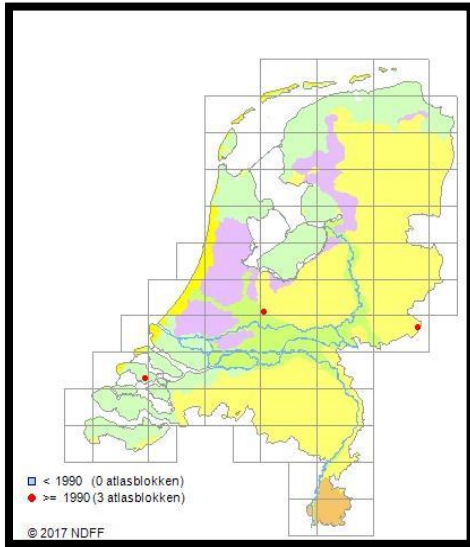 < 1990 (0 atlasblokken)
>= 1990 (3 atlasblokken)
© 2017 NDFF